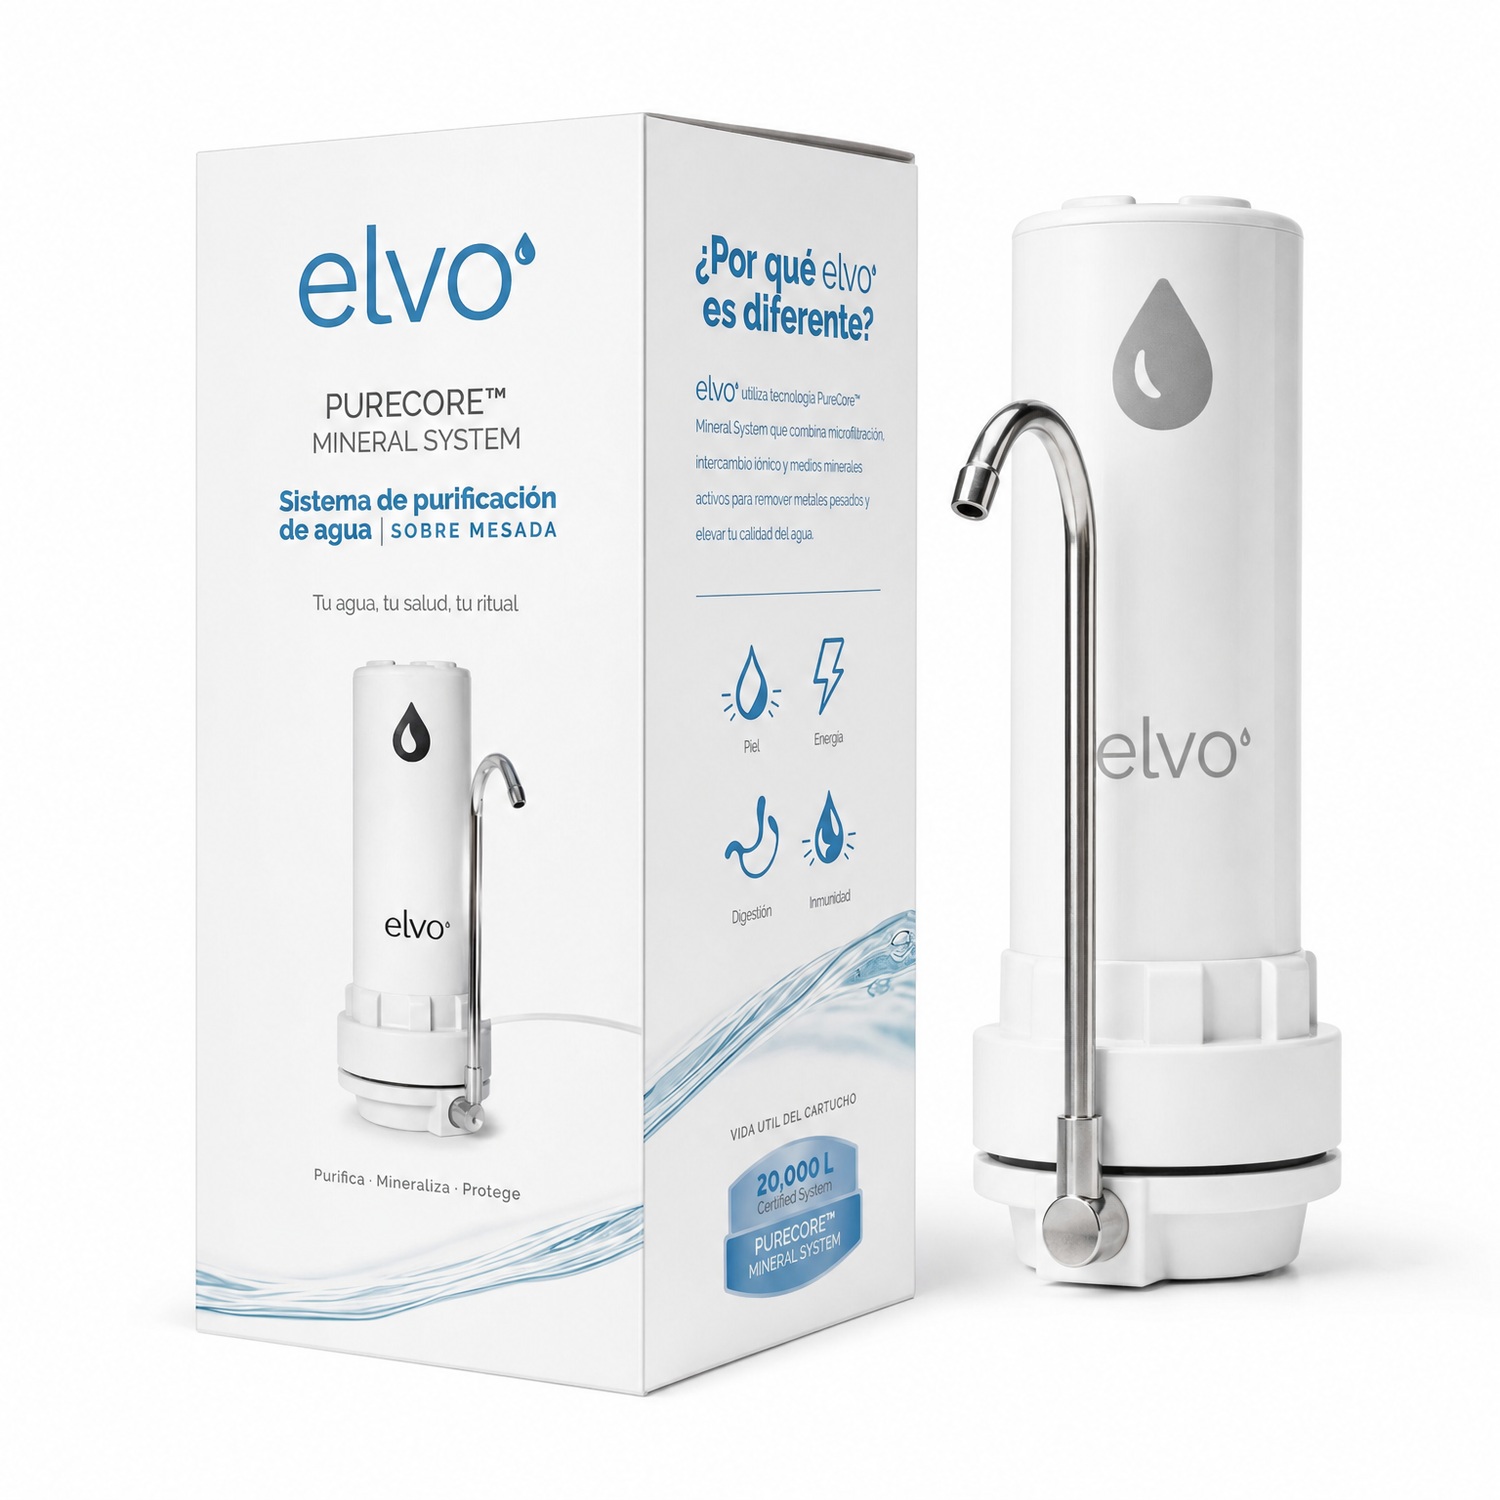 elvo
PURECORE™
MINERAL SYSTEM
Sistema de purificación
de agua | SOBRE MESADA
Tu agua, tu salud, tu ritual
elvo
Purifica · Mineraliza · Protege
¿Por qué elvo
es diferente?
elvo utiliza tecnologia PureCore™
Mineral System que combina microfiltración,
intercambio iónico y medios minerales
activos para remover metales pesados y
elevar tu calidad del agua.
Piel
Energía
Digestión
Inmunidad
VIDA UTIL DEL CARTUCHO
20,000 L
Certified System
PURECORE™
MINERAL SYSTEM
elvo